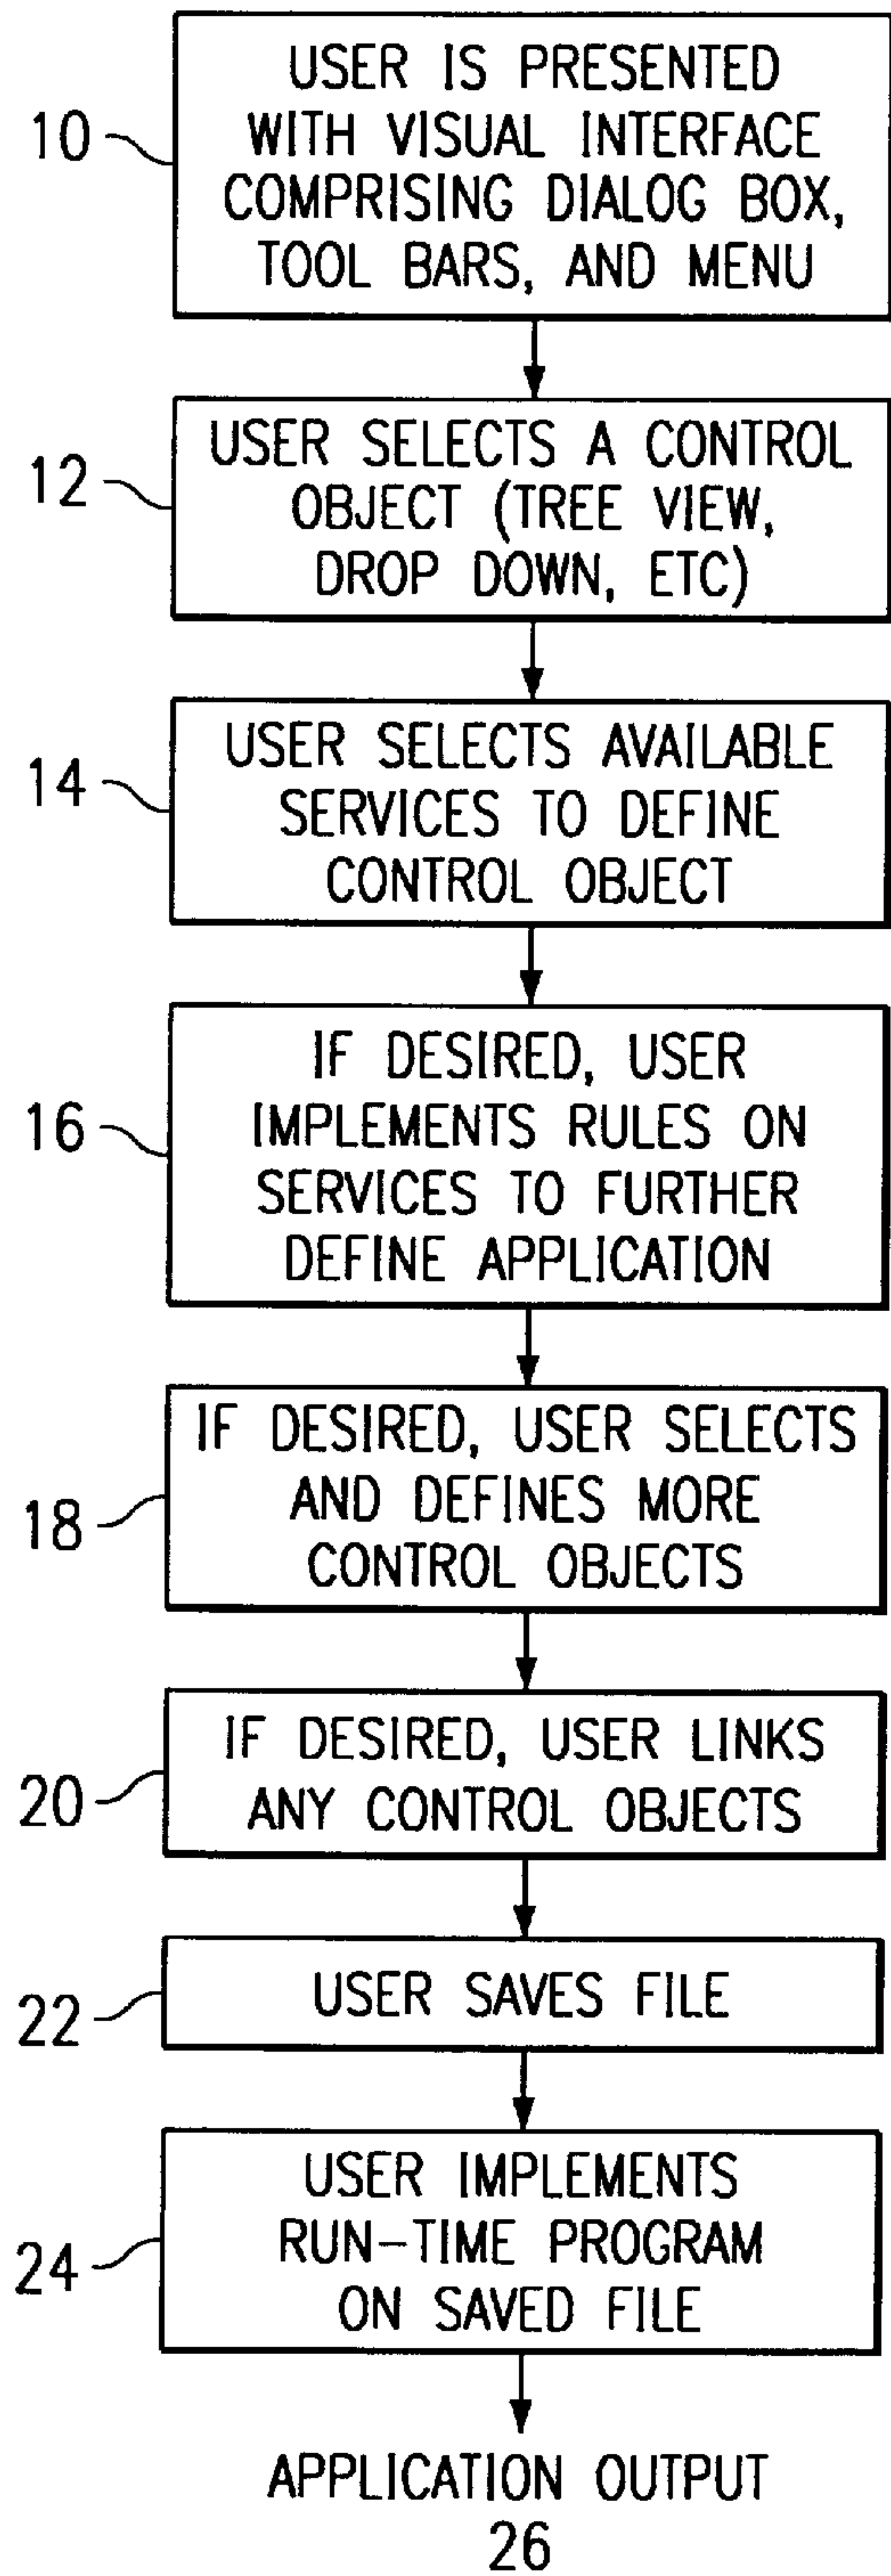 USER IS PRESENTED
10
WITH VISUAL INTERFACE
COMPRISING DIALOG BOX,
TOOL BARS, AND MENU
USER SELECTS A CONTROL
12
OBJECT (TREE VIEW,
DROP DOWN, ETC)
USER SELECTS AVAILABLE
14
SERVICES TO DEFINE
CONTROL OBJECT
IF DESIRED, USER
16
IMPLEMENTS RULES ON
SERVICES TO FURTHER
DEFINE APPLICATION
IF DESIRED, USER SELECTS
AND DEFINES MORE
18
CONTROL OBJECTS
IF DESIRED, USER LINKS
20
ANY CONTROL OBJECTS
USER SAVES FILE
22
USER IMPLEMENTS
RUN-TIME PROGRAM
24
ON SAVED FILE
APPLICATION OUTPUT
26